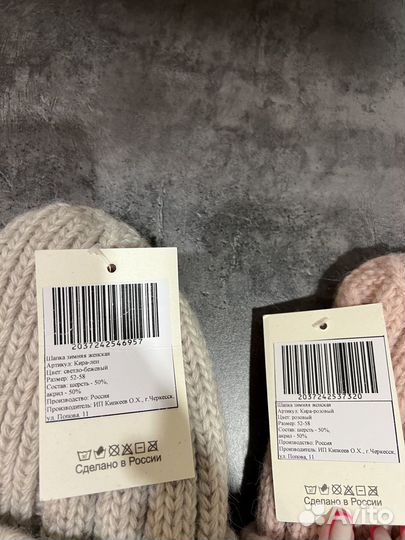 2037242546957
Шапка зимняя женская
Артикул: Кира-лен
Цвет: светло-бежевый
Размер: 52-58
Состав: шерсть - 50%,
акрил - 50%
Производство: Россия
Производитель: ИП Кипкеев О.Х., г.Черкесск,
ул. Попова, 11
Сделано в России
2037242537320
Шапка зимняя женская
Артикул: Кира-розовый
Цвет: розовый
Размер: 52-58
Состав: шерсть - 50%,
акрил - 50%
Производство: Россия
Производитель: ИП Кипкеев О.Х., г.Черкесск,
ул. Попова, 11
Сделано в России
Avito